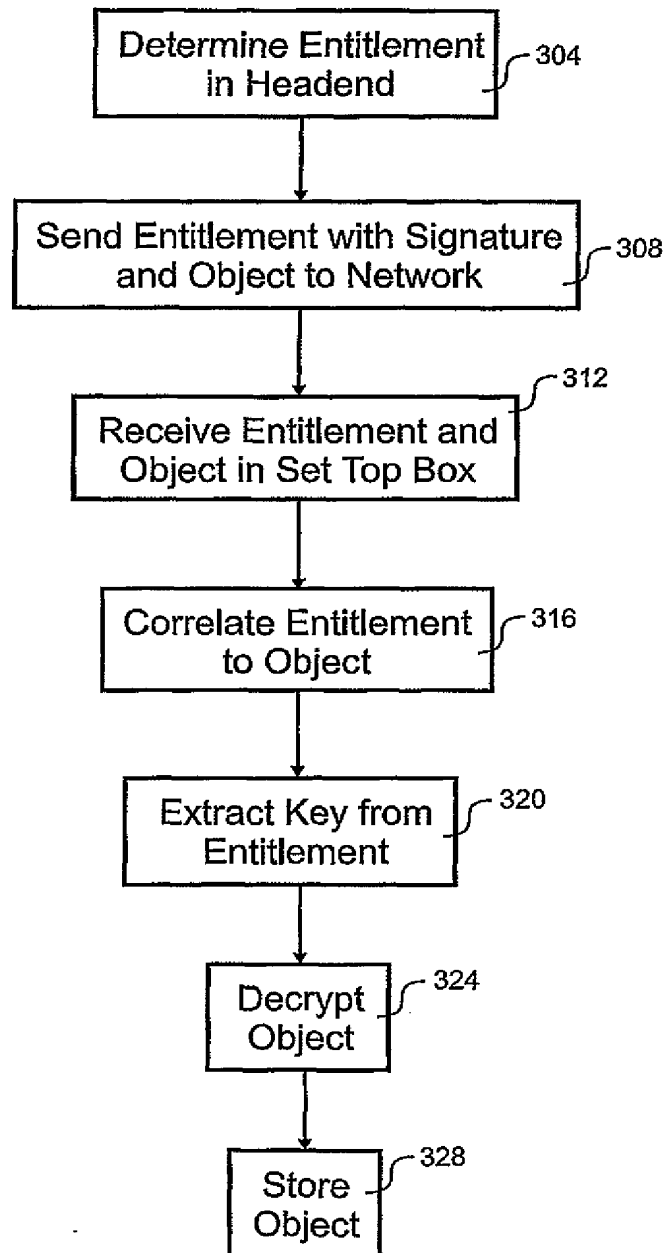 Determine Entitlement
in Headend
304
Send Entitlement with Signature
and Object to Network
308
312
Receive Entitlement and
Object in Set Top Box
Correlate Entitlement
to Object
316
Extract Key from
Entitlement
320
Decrypt
Object
324
Store
Object
328